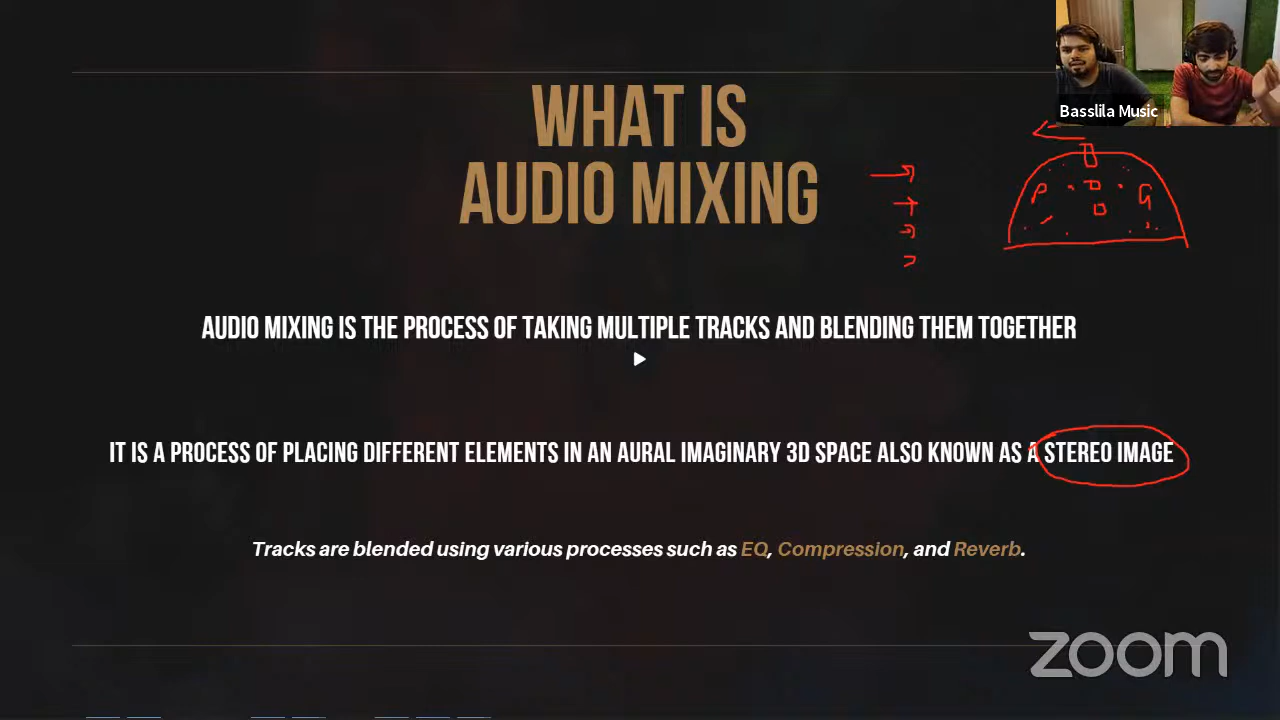 Basslila Music
WHAT IS
AUDIO MIXING
P D G
D
AUDIO MIXING IS THE PROCESS OF TAKING MULTIPLE TRACKS AND BLENDING THEM TOGETHER
IT IS A PROCESS OF PLACING DIFFERENT ELEMENTS IN AN AURAL IMAGINARY 3D SPACE ALSO KNOWN AS A STEREO IMAGE
Tracks are blended using various processes such as EQ, Compression, and Reverb.
zoom